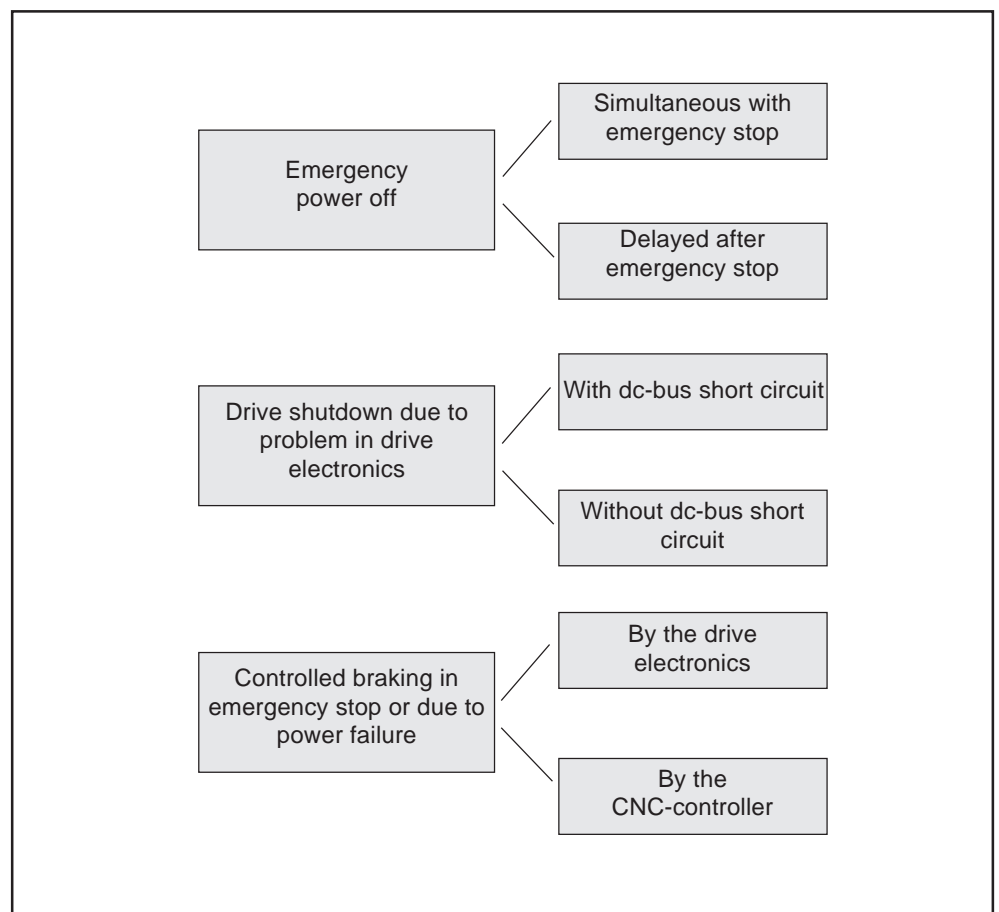 Emergency
power off
Simultaneous with
emergency stop
Delayed after
emergency stop
Drive shutdown due to
problem in drive
electronics
With dc-bus short circuit
Without dc-bus short
circuit
Controlled braking in
emergency stop or due to
power failure
By the drive
electronics
By the
CNC-controller